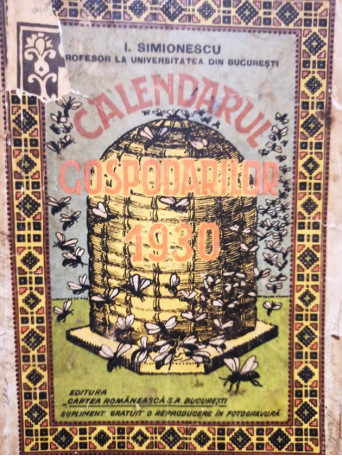 I. SIMIONESCU
PROFESOR LA UNIVERSITATEA DIN BUCUREȘTI
CALENDARUL
GOSPODARILOR
1930
EDITURA
CARTEA ROMÂNEASCĂ S.A. BUCUREȘTI
SUPLIMENT GRATUIT O REPRODUCERE ÎN FOTOGRAVURĂ